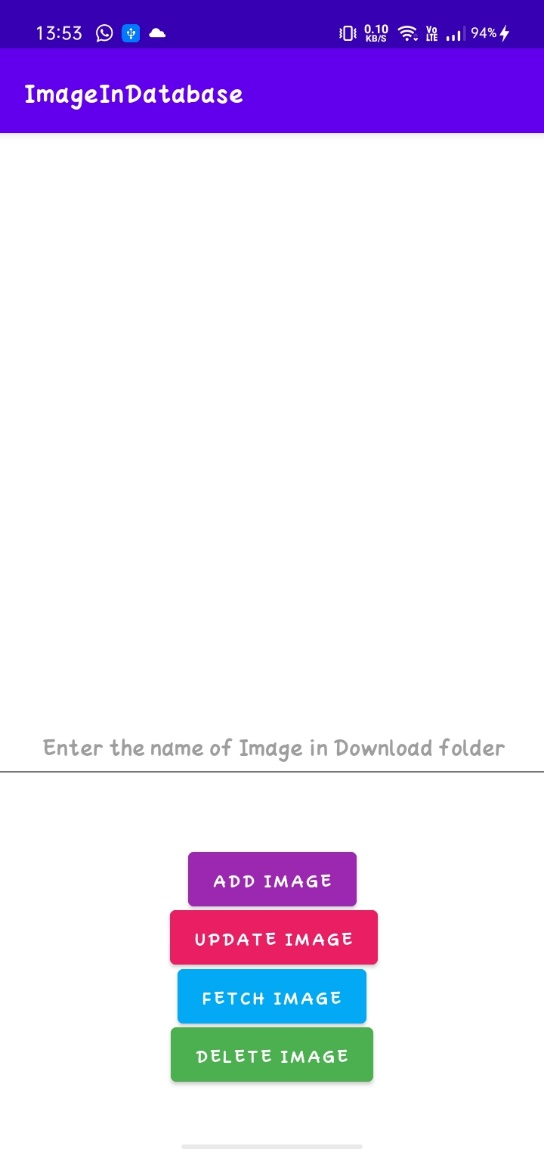 13:53 0.10 KB/S Vo LTE 94%
ImageInDatabase
Enter the name of Image in Download folder
ADD IMAGE
UPDATE IMAGE
FETCH IMAGE
DELETE IMAGE